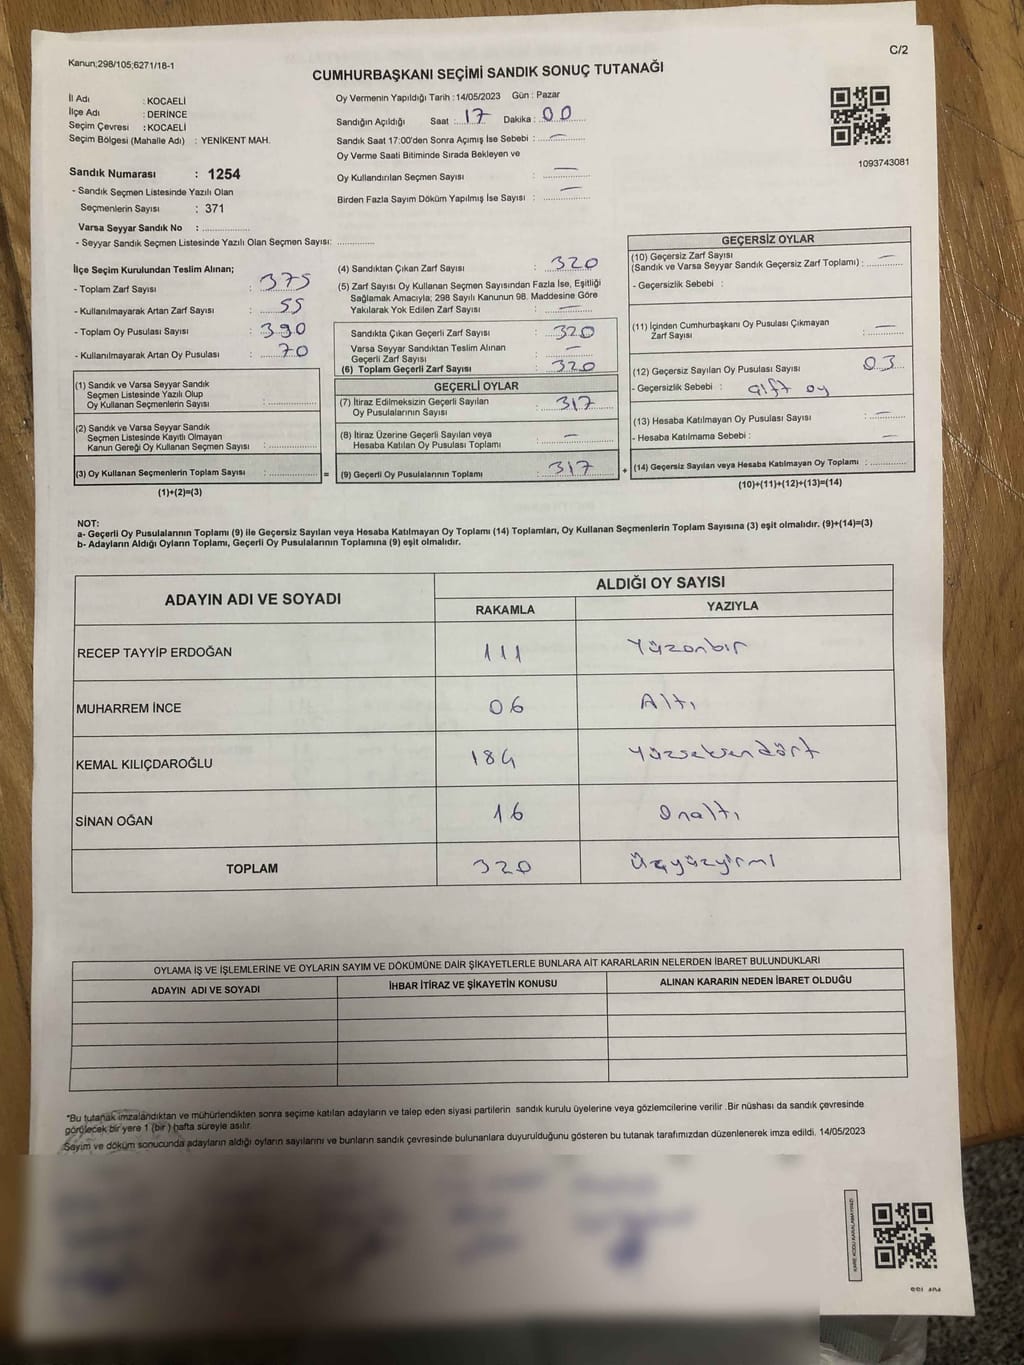 Kanun;298/105;6271/18-1
C/2
CUMHURBAŞKANI SEÇİMİ SANDIK SONUÇ TUTANAĞI
İl Adı : KOCAELİ
İlçe Adı : DERİNCE
Seçim Çevresi : KOCAELİ
Seçim Bölgesi (Mahalle Adı) : YENİKENT MAH.
Sandık Numarası : 1254
- Sandık Seçmen Listesinde Yazılı Olan
Seçmenlerin Sayısı : 371
Varsa Seyyar Sandık No : ..................
- Seyyar Sandık Seçmen Listesinde Yazılı Olan Seçmen Sayısı: ..............
Oy Vermenin Yapıldığı Tarih : 14/05/2023 Gün : Pazar
Sandığın Açıldığı Saat : 17 Dakika : 00
Sandık Saat 17:00'den Sonra Açımış İse Sebebi : —
Oy Verme Saati Bitiminde Sırada Bekleyen ve
Oy Kullandırılan Seçmen Sayısı : —
Birden Fazla Sayım Döküm Yapılmış İse Sayısı : —
1093743081
İlçe Seçim Kurulundan Teslim Alınan;
- Toplam Zarf Sayısı : 375
- Kullanılmayarak Artan Zarf Sayısı : 55
- Toplam Oy Pusulası Sayısı : 390
- Kullanılmayarak Artan Oy Pusulası : 70
(1) Sandık ve Varsa Seyyar Sandık
Seçmen Listesinde Yazılı Olup
Oy Kullanan Seçmenlerin Sayısı : ..............
(2) Sandık ve Varsa Seyyar Sandık
Seçmen Listesinde Kayıtlı Olmayan
Kanun Gereği Oy Kullanan Seçmen Sayısı : ..............
(3) Oy Kullanan Seçmenlerin Toplam Sayısı : .............. =
(1)+(2)=(3)
(4) Sandıktan Çıkan Zarf Sayısı : 320
(5) Zarf Sayısı Oy Kullanan Seçmen Sayısından Fazla İse, Eşitliği
Sağlamak Amacıyla; 298 Sayılı Kanunun 98. Maddesine Göre
Yakılarak Yok Edilen Zarf Sayısı : —
Sandıkta Çıkan Geçerli Zarf Sayısı : 320
Varsa Seyyar Sandıktan Teslim Alınan
Geçerli Zarf Sayısı : —
(6) Toplam Geçerli Zarf Sayısı : 320
GEÇERLİ OYLAR
(7) İtiraz Edilmeksizin Geçerli Sayılan
Oy Pusulalarının Sayısı : 317
(8) İtiraz Üzerine Geçerli Sayılan veya
Hesaba Katılan Oy Pusulası Toplamı : —
(9) Geçerli Oy Pusulalarının Toplamı : 317 +
GEÇERSİZ OYLAR
(10) Geçersiz Zarf Sayısı
(Sandık ve Varsa Seyyar Sandık Geçersiz Zarf Toplamı) : —
- Geçersizlik Sebebi :
(11) İçinden Cumhurbaşkanı Oy Pusulası Çıkmayan
Zarf Sayısı : —
(12) Geçersiz Sayılan Oy Pusulası Sayısı : 03
- Geçersizlik Sebebi : Çift oy
(13) Hesaba Katılmayan Oy Pusulası Sayısı : —
- Hesaba Katılmama Sebebi : —
(14) Geçersiz Sayılan veya Hesaba Katılmayan Oy Toplamı : ..............
(10)+(11)+(12)+(13)=(14)
NOT:
a- Geçerli Oy Pusulalarının Toplamı (9) ile Geçersiz Sayılan veya Hesaba Katılmayan Oy Toplamı (14) Toplamları, Oy Kullanan Seçmenlerin Toplam Sayısına (3) eşit olmalıdır. (9)+(14)=(3)
b- Adayların Aldığı Oyların Toplamı, Geçerli Oy Pusulalarının Toplamına (9) eşit olmalıdır.
ADAYIN ADI VE SOYADI
ALDIĞI OY SAYISI
RAKAMLA YAZIYLA
RECEP TAYYİP ERDOĞAN 111 Yüzonbir
MUHARREM İNCE 06 Altı
KEMAL KILIÇDAROĞLU 184 Yüzseksendört
SİNAN OĞAN 16 Onaltı
TOPLAM 320 Üçyüzyirmi
OYLAMA İŞ VE İŞLEMLERİNE VE OYLARIN SAYIM VE DÖKÜMÜNE DAİR ŞİKAYETLERLE BUNLARA AİT KARARLARIN NELERDEN İBARET BULUNDUKLARI
ADAYIN ADI VE SOYADI İHBAR İTİRAZ VE ŞİKAYETİN KONUSU ALINAN KARARIN NEDEN İBARET OLDUĞU
*Bu tutanak imzalandıktan ve mühürlendikten sonra seçime katılan adayların ve talep eden siyasi partilerin sandık kurulu üyelerine veya gözlemcilerine verilir .Bir nüshası da sandık çevresinde
görülecek bir yere 1 (bir ) hafta süreyle asılır.
Sayım ve döküm sonucunda adayların aldığı oyların sayılarını ve bunların sandık çevresinde bulunanlara duyurulduğunu gösteren bu tutanak tarafımızdan düzenlenerek imza edildi. 14/05/2023